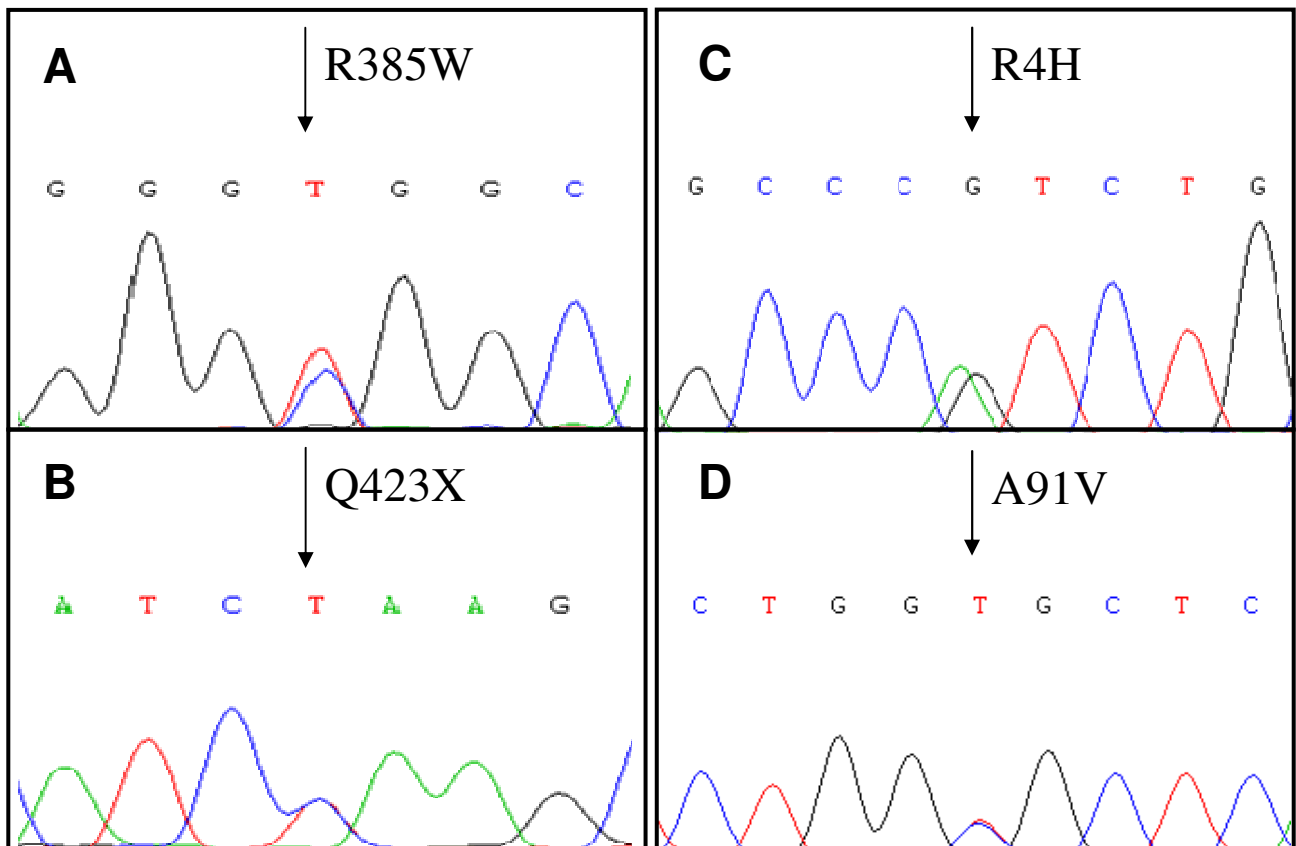 A
R385W
G G G T G G C
B
Q423X
A T C T A A G
C
R4H
G C C C G T C T G
D
A91V
C T G G T G C T C